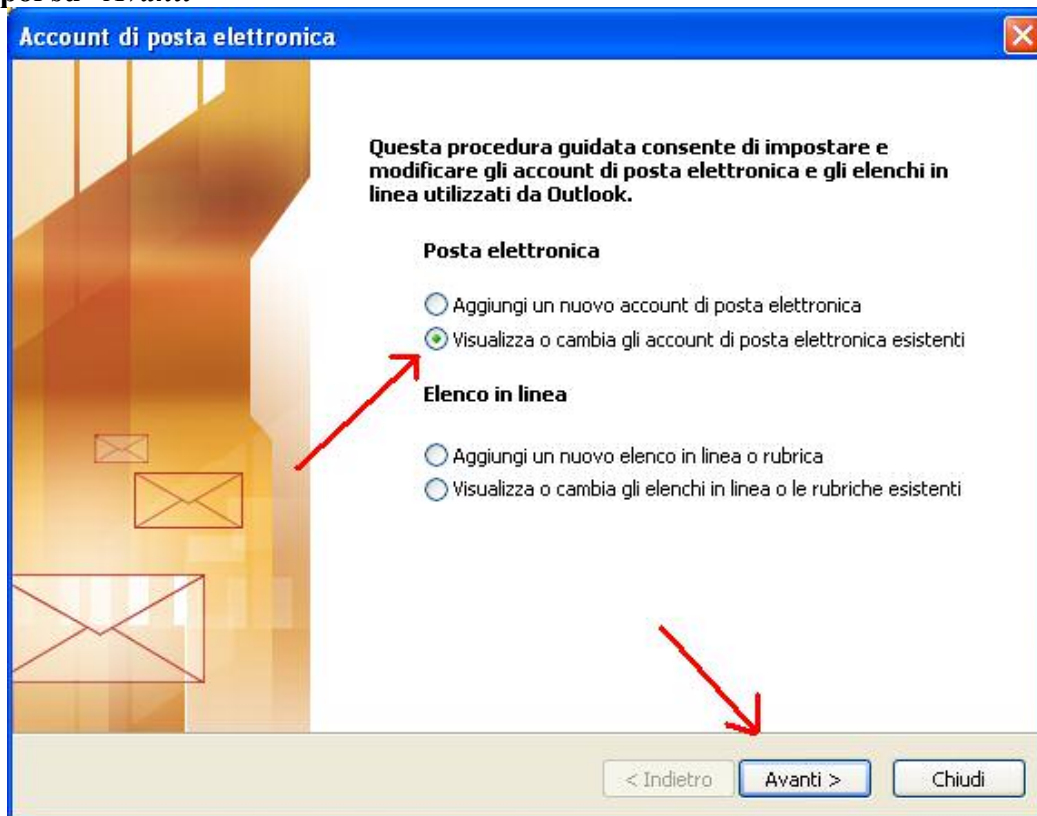 poi su "Avanti"
Account di posta elettronica
Questa procedura guidata consente di impostare e
modificare gli account di posta elettronica e gli elenchi in
linea utilizzati da Outlook.
Posta elettronica
Aggiungi un nuovo account di posta elettronica
Visualizza o cambia gli account di posta elettronica esistenti
Elenco in linea
Aggiungi un nuovo elenco in linea o rubrica
Visualizza o cambia gli elenchi in linea o le rubriche esistenti
< Indietro Avanti > Chiudi